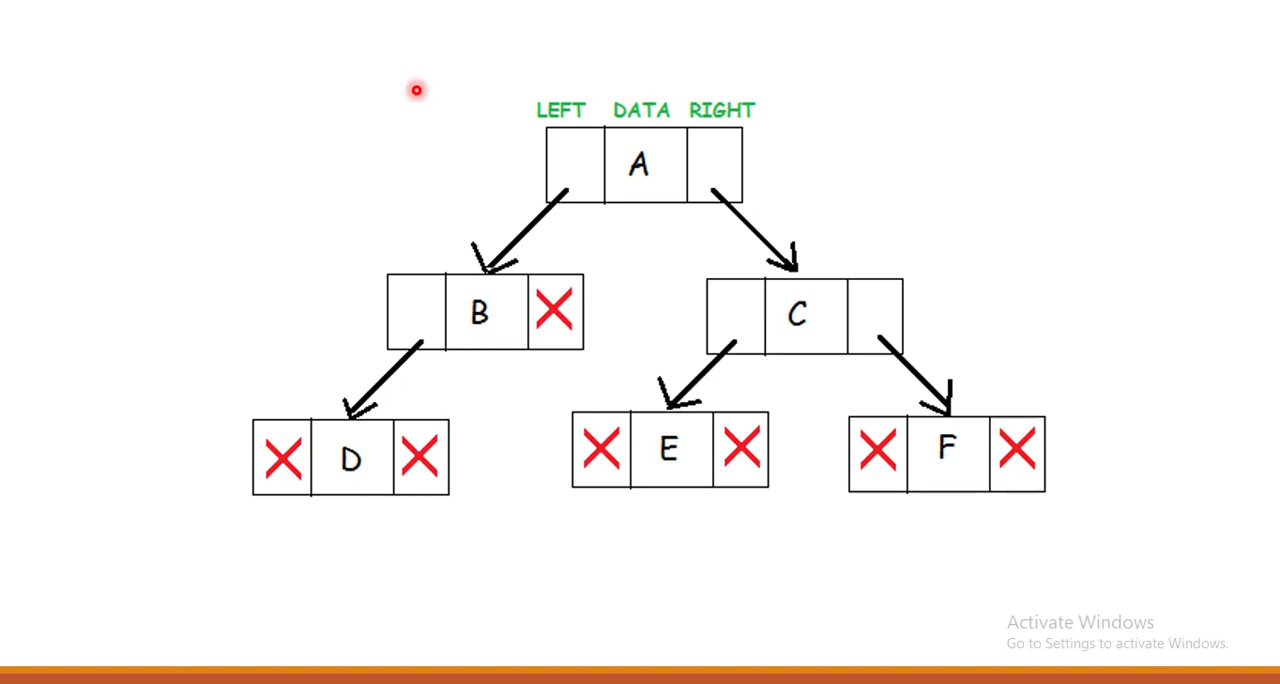 LEFT DATA RIGHT
A
B
C
D
E
F
Activate Windows
Go to Settings to activate Windows.